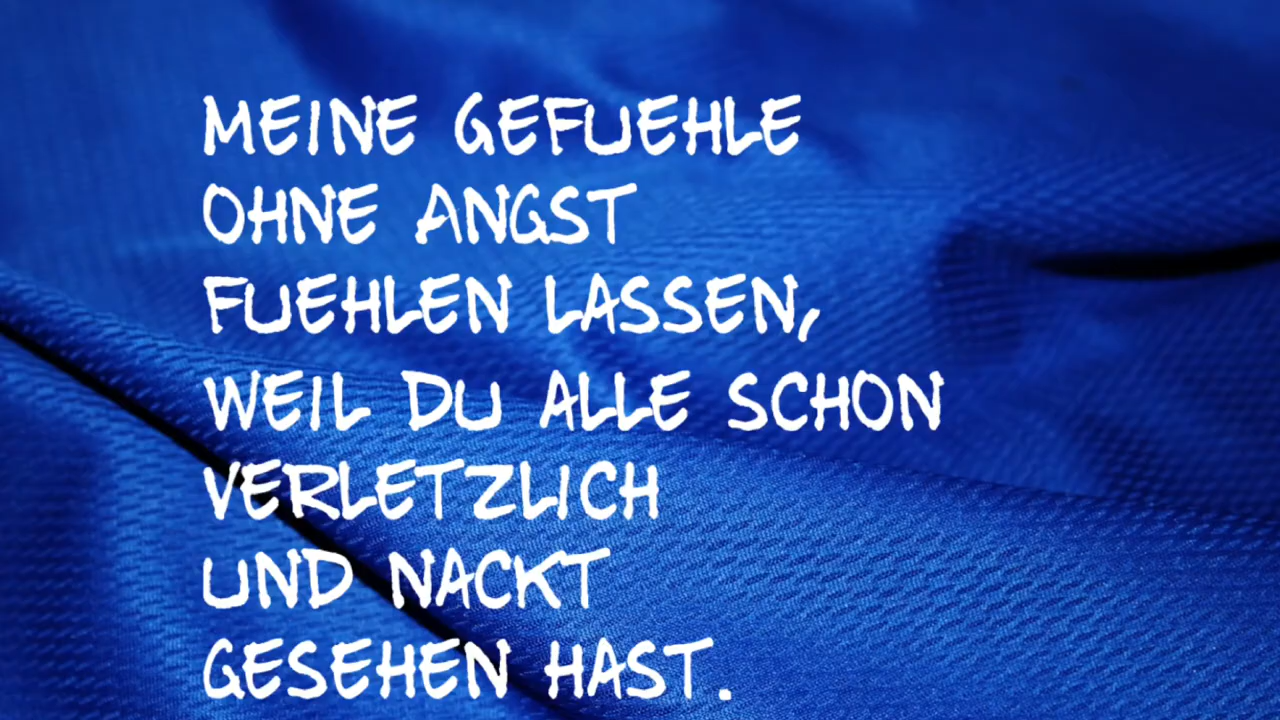 MEINE GEFUEHLE
OHNE ANGST
FUEHLEN LASSEN,
WEIL DU ALLE SCHON
VERLETZLICH
UND NACKT
GESEHEN HAST.